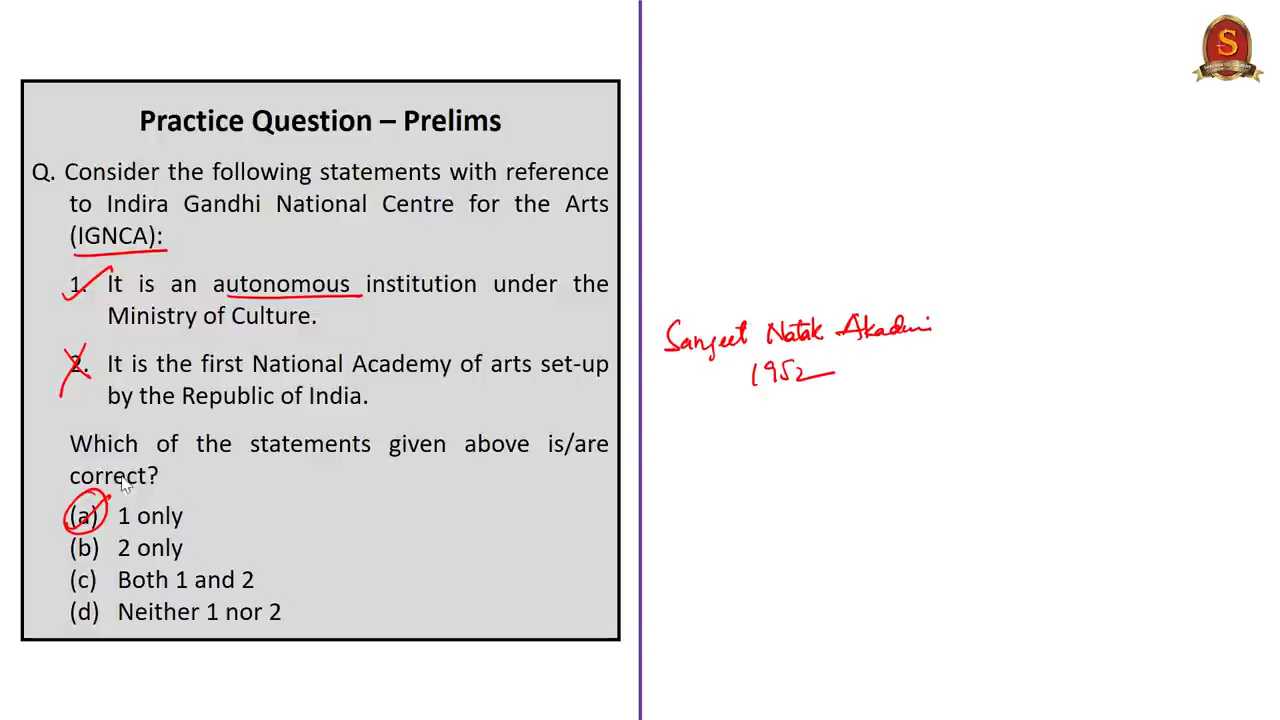 Practice Question – Prelims
Q. Consider the following statements with reference
to Indira Gandhi National Centre for the Arts
(IGNCA):
1. It is an autonomous institution under the
Ministry of Culture.
2. It is the first National Academy of arts set-up
by the Republic of India.
Which of the statements given above is/are
correct?
(a) 1 only
(b) 2 only
(c) Both 1 and 2
(d) Neither 1 nor 2
S
Sangeet Natak Akademi
1952